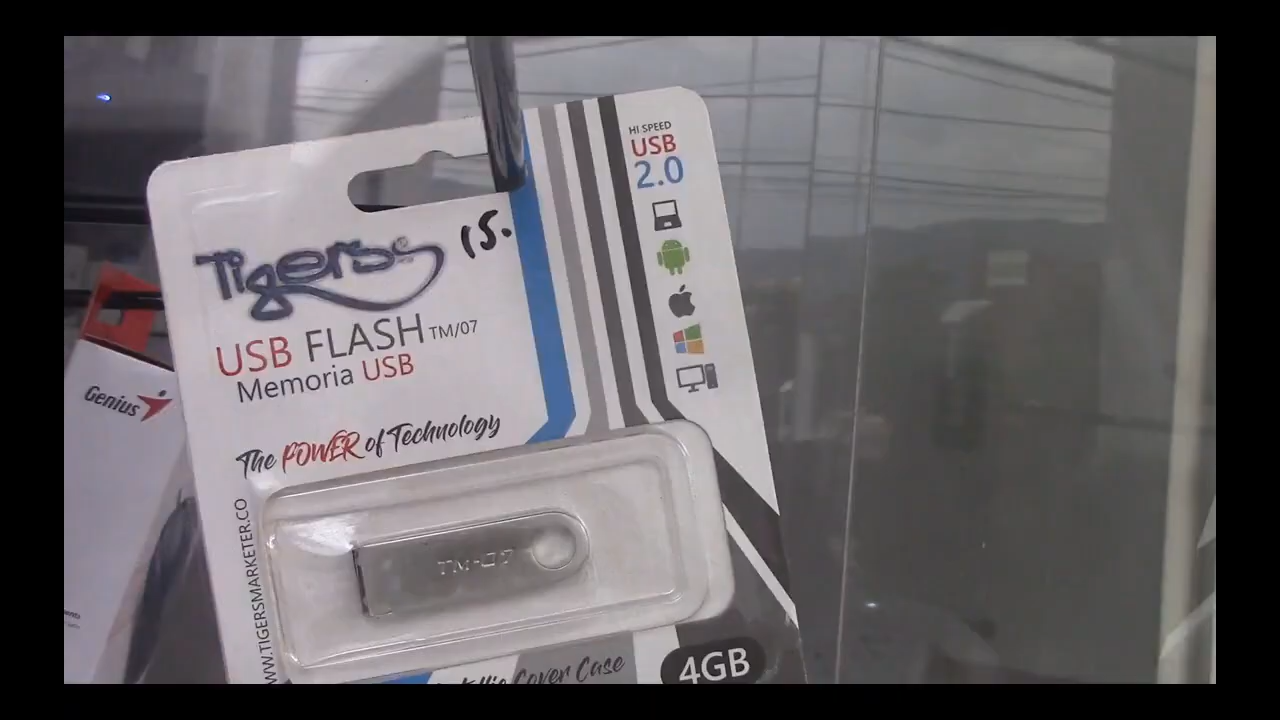 HI SPEED
USB
2.0
15.
Tigers
USB FLASH TM/07
Memoria USB
The POWER of Technology
WWW.TIGERSMARKETER.CO
TM-07
Cover Case
4GB
Genius